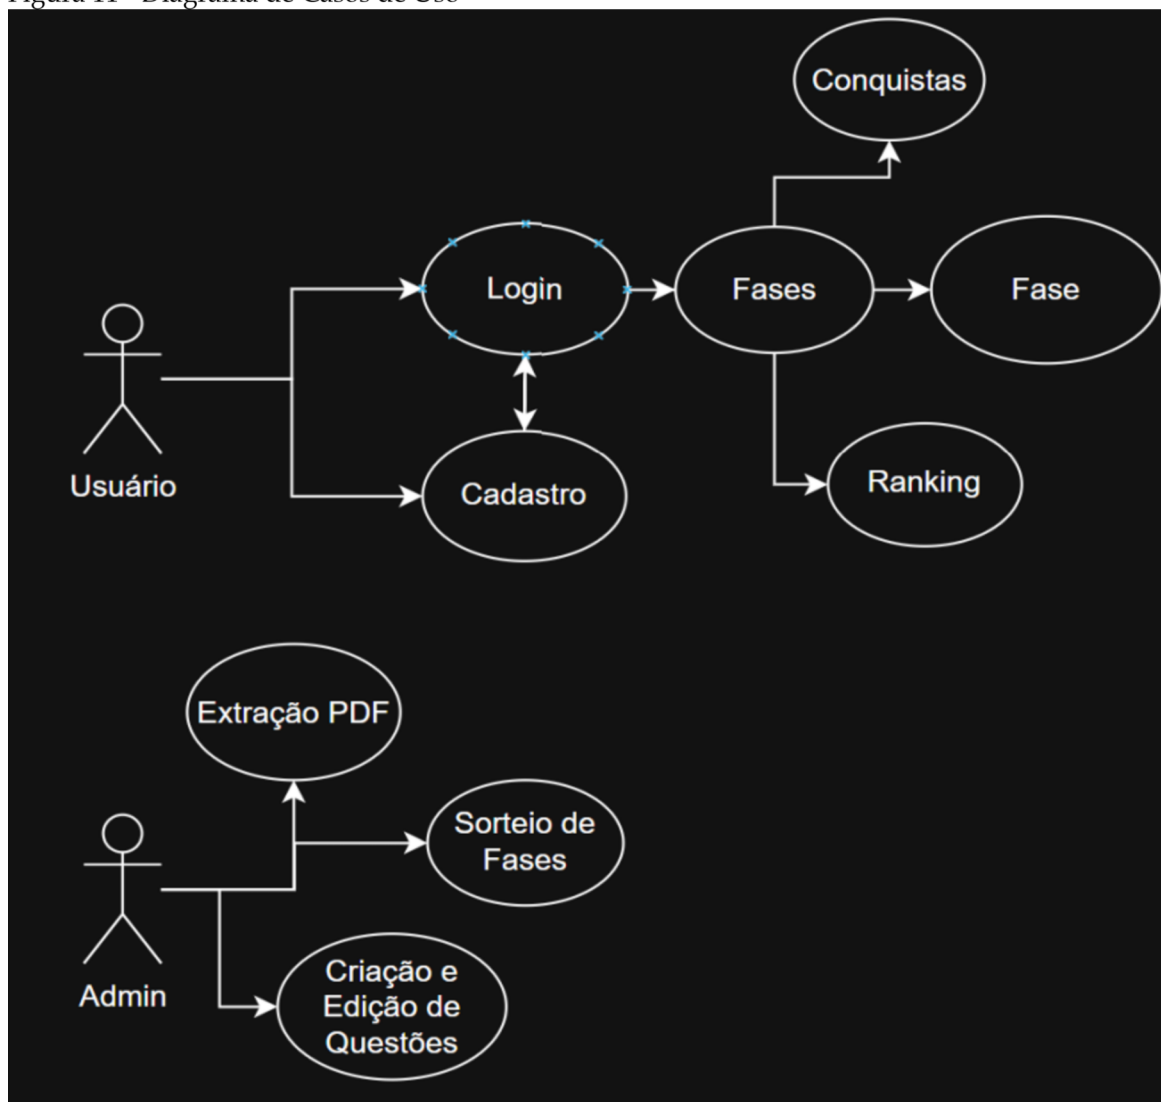 Figura 11 - Diagrama de Casos de Uso
Conquistas
Login
Fases
Fase
Usuário
Cadastro
Ranking
Extração PDF
Sorteio de
Fases
Admin
Criação e
Edição de
Questões